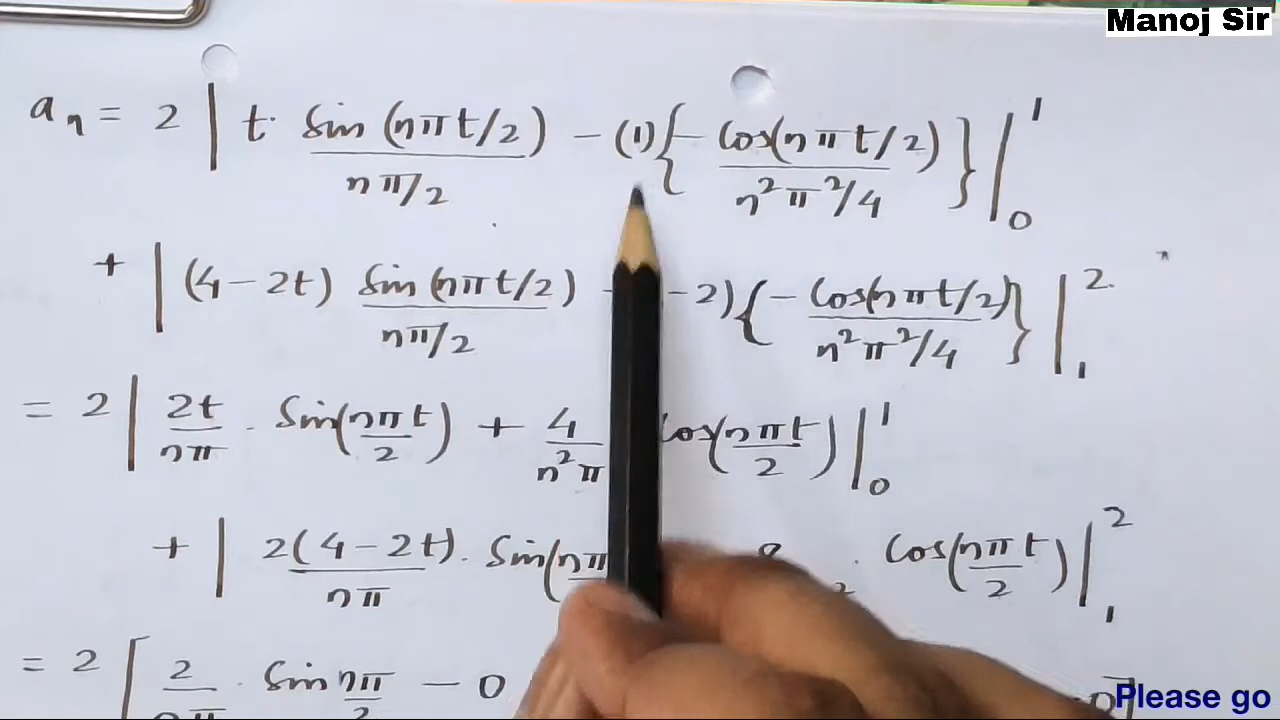 Manoj Sir
aₙ = 2 | t· sin(nπt/2) / (nπ/2) − (1){− cos(nπt/2) / (n²π²/4)} |₀¹
+ | (4−2t) sin(nπt/2) / (nπ/2) − −2){− cos(nπt/2) / (n²π²/4)} |₁²
= 2 | 2t/nπ · sin(nπt/2) + 4/n²π cos(nπt/2) |₀¹
+ | 2(4−2t)/nπ · sin(nπ · cos(nπt/2) |₁²
= 2 [ 2/nπ · sin nπ/2 − 0
Please go